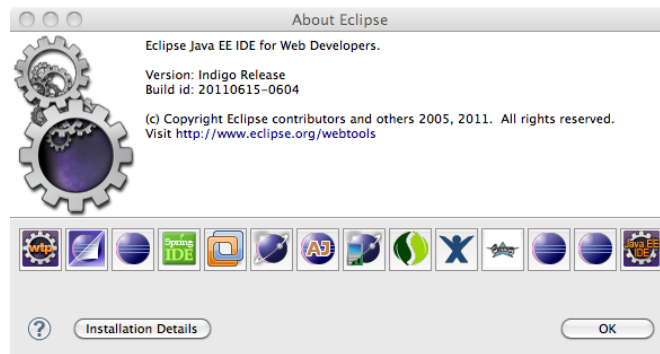 About Eclipse
Eclipse Java EE IDE for Web Developers.
Version: Indigo Release
Build id: 20110615-0604
(c) Copyright Eclipse contributors and others 2005, 2011.  All rights reserved.
Visit http://www.eclipse.org/webtools
wtp
Spring IDE
AJ
Java EE IDE
? Installation Details OK